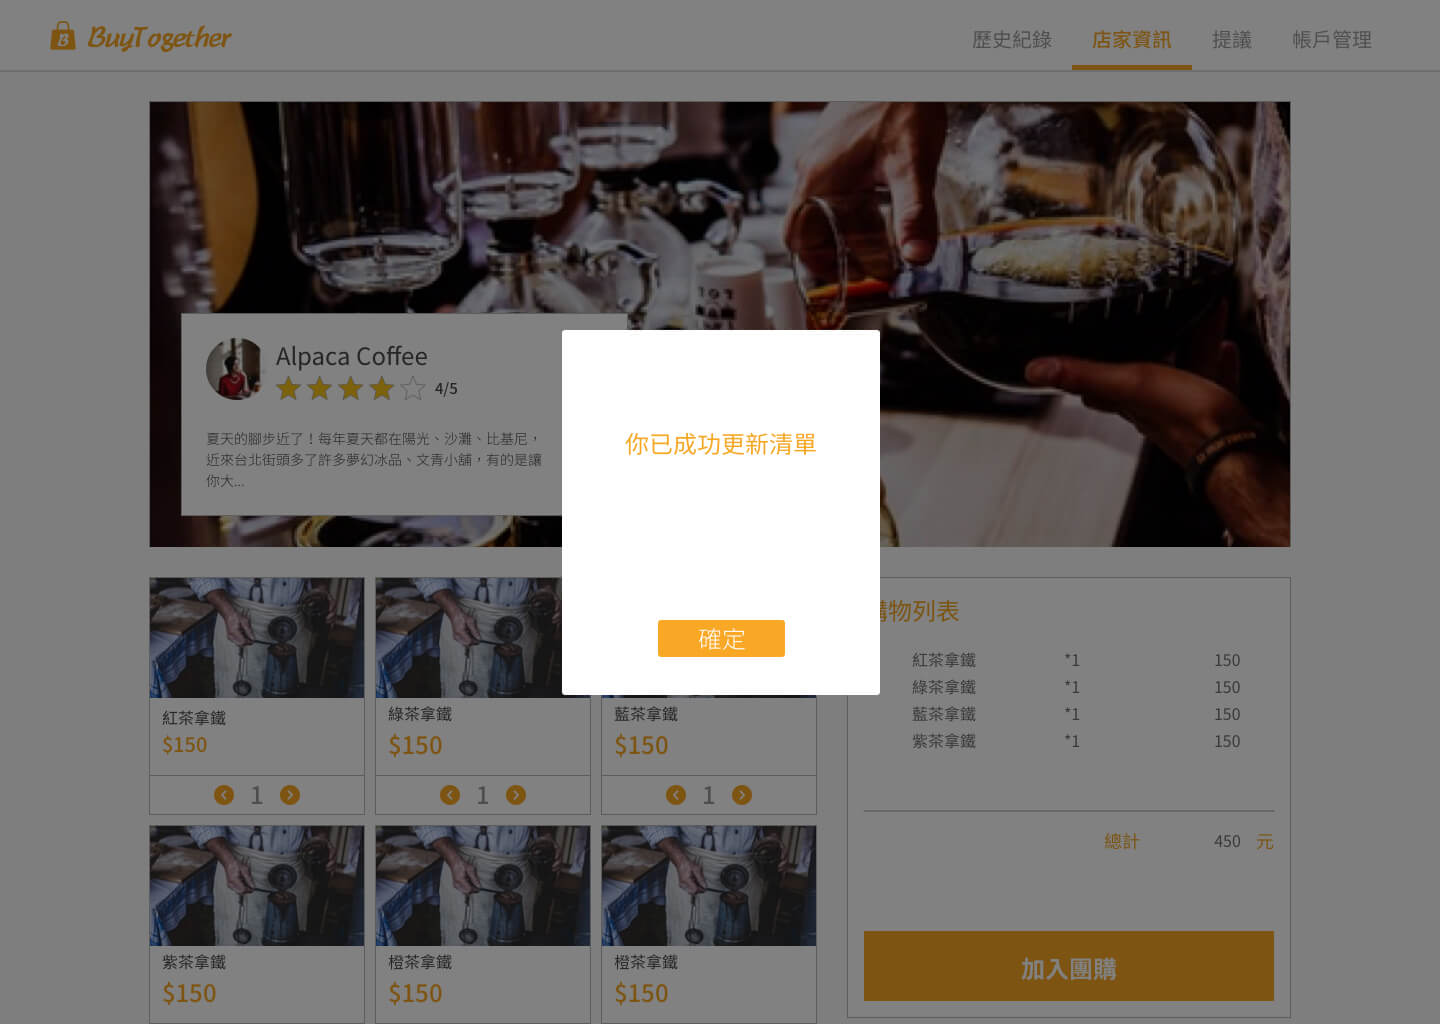 B BuyTogether
歷史紀錄 店家資訊 提議 帳戶管理
Alpaca Coffee
4/5
夏天的腳步近了！每年夏天都在陽光、沙灘、比基尼，
近來台北街頭多了許多夢幻冰品、文青小舖，有的是讓
你大...
你已成功更新清單
確定
紅茶拿鐵
$150
1
綠茶拿鐵
$150
1
藍茶拿鐵
$150
1
紫茶拿鐵
$150
橙茶拿鐵
$150
橙茶拿鐵
$150
購物列表
紅茶拿鐵 *1 150
綠茶拿鐵 *1 150
藍茶拿鐵 *1 150
紫茶拿鐵 *1 150
總計 450 元
加入團購